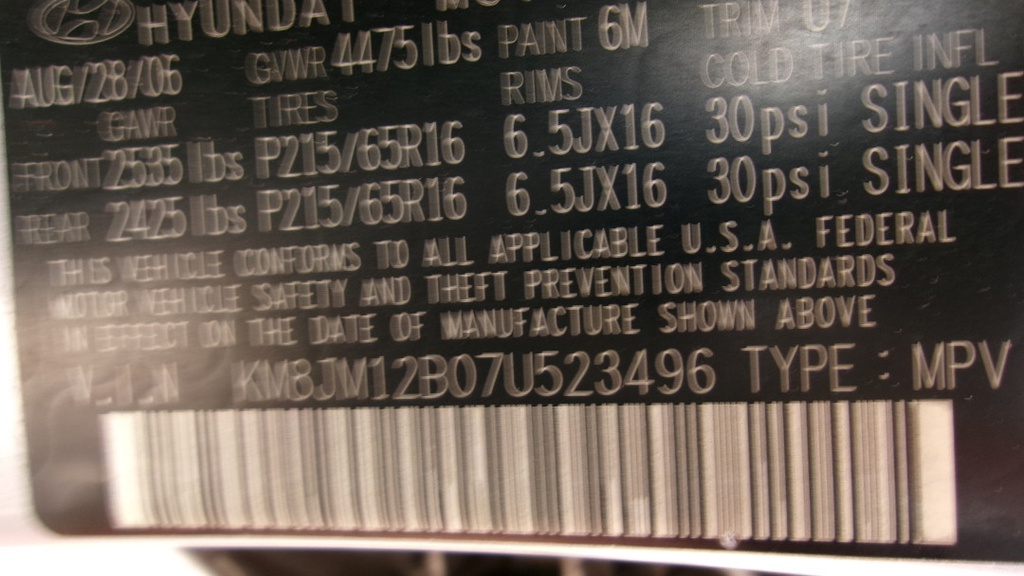 HYUNDAI
AUG/28/06 GVWR 4475lbs PAINT 6M TRIM U7
GAWR TIRES RIMS COLD TIRE INFL
FRONT 2535 lbs P215/65R16 6.5JX16 30psi SINGLE
REAR 2425 lbs P215/65R16 6.5JX16 30psi SINGLE
THIS VEHICLE CONFORMS TO ALL APPLICABLE U.S.A. FEDERAL
MOTOR VEHICLE SAFETY AND THEFT PREVENTION STANDARDS
IN EFFECT ON THE DATE OF MANUFACTURE SHOWN ABOVE
V.I.N KM8JM12B07U523496 TYPE : MPV